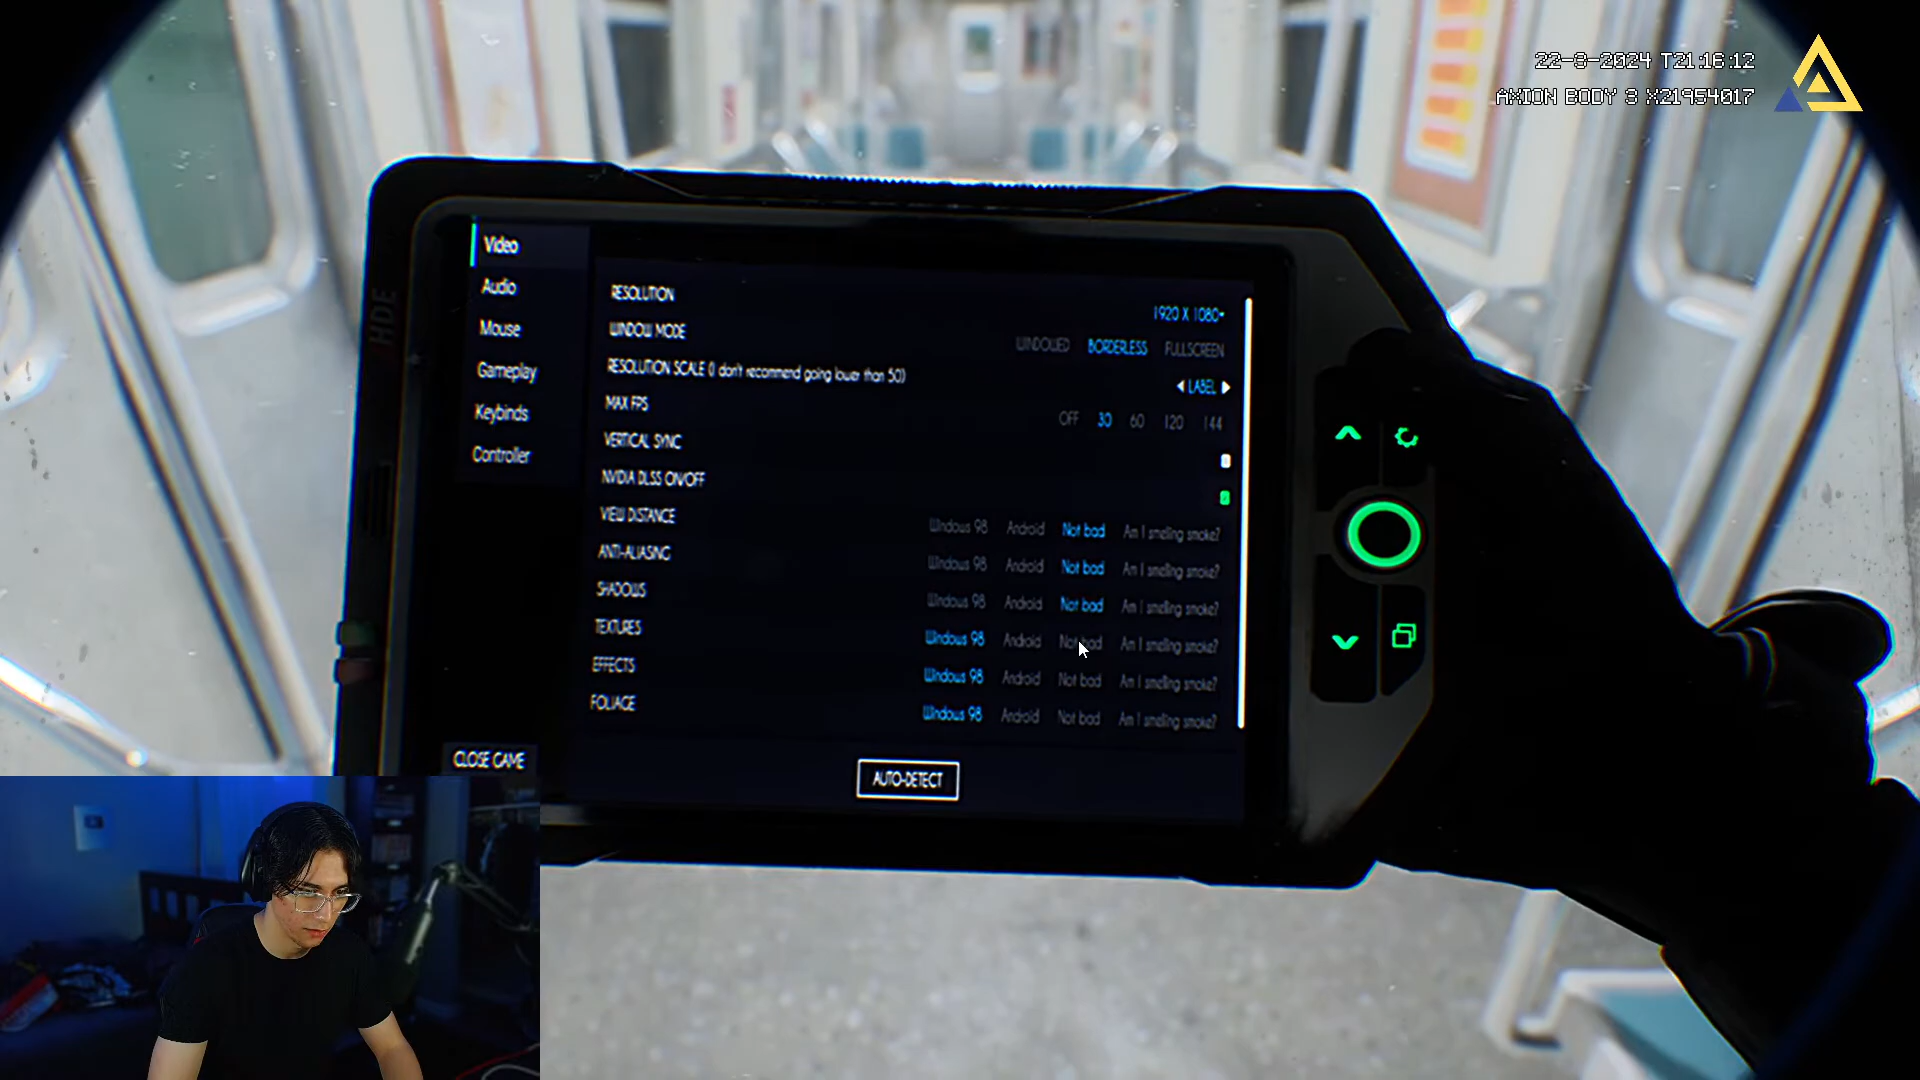 22-8-2024 T21:16:12
AXION BODY 3 X21954017
HDE
Video
Audio
Mouse
Gameplay
Keybinds
Controller
CLOSE GAME
RESOLUTION 1920 X 1080
WINDOW MODE WINDOWED BORDERLESS FULLSCREEN
RESOLUTION SCALE (I don't recommend going lower than 50) LABEL
MAX FPS OFF 30 60 120 144
VERTICAL SYNC
NVIDIA DLSS ON/OFF
VIEW DISTANCE Windows 98 Android Not bad Am I smelling smoke?
ANTI-ALIASING Windows 98 Android Not bad Am I smelling smoke?
SHADOWS Windows 98 Android Not bad Am I smelling smoke?
TEXTURES Windows 98 Android Not bad Am I smelling smoke?
EFFECTS Windows 98 Android Not bad Am I smelling smoke?
FOLIAGE Windows 98 Android Not bad Am I smelling smoke?
AUTO-DETECT